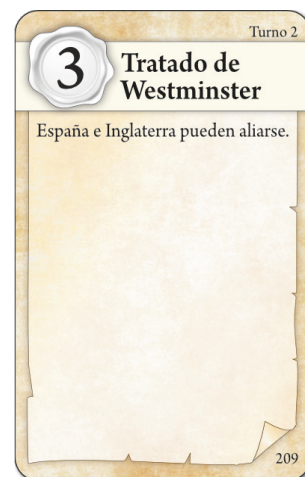 Turno 2
3
Tratado de
Westminster
España e Inglaterra pueden aliarse.
209